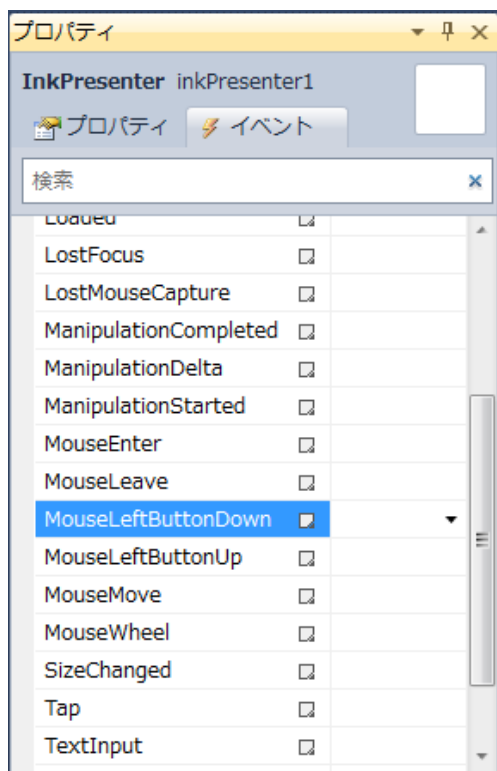 プロパティ
InkPresenter inkPresenter1
プロパティ イベント
検索
Loaded
LostFocus
LostMouseCapture
ManipulationCompleted
ManipulationDelta
ManipulationStarted
MouseEnter
MouseLeave
MouseLeftButtonDown
MouseLeftButtonUp
MouseMove
MouseWheel
SizeChanged
Tap
TextInput